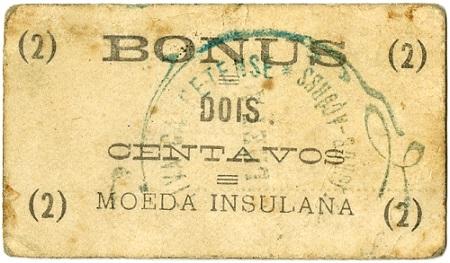 (2) BONUS (2)
DOIS
CENTAVOS
(2) MOEDA INSULANA (2)